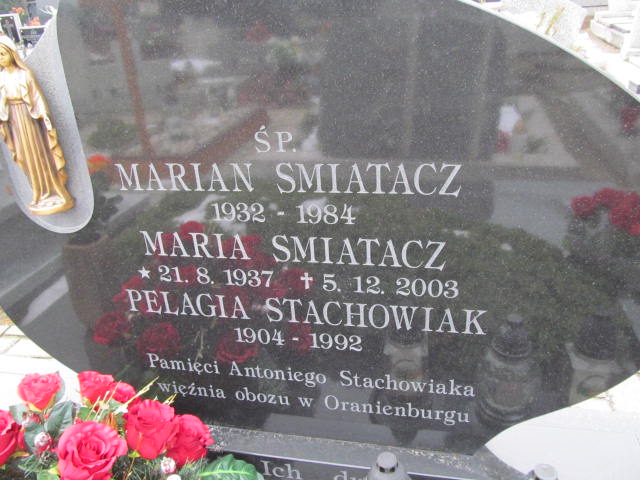 ŚP.
MARIAN SMIATACZ
1932 - 1984
MARIA SMIATACZ
★ 21. 8. 1937 ✝ 5. 12. 2003
PELAGIA STACHOWIAK
1904 - 1992
Pamięci Antoniego Stachowiaka
więźnia obozu w Oranienburgu
Ich